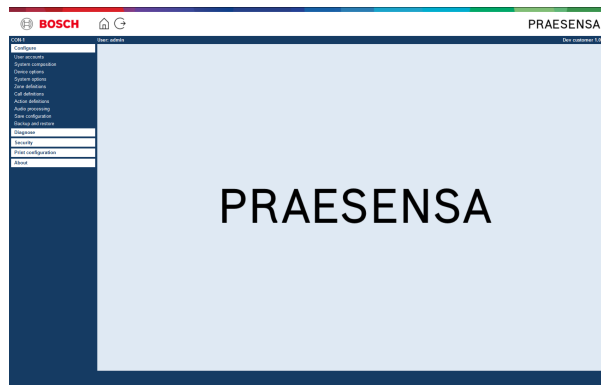 BOSCH
PRAESENSA
CON-1
User: admin
Dev customer 1.0
Configure
User accounts
System composition
Device options
System options
Zone definitions
Call definitions
Action definitions
Audio processing
Save configuration
Backup and restore
Diagnose
Security
Print configuration
About
PRAESENSA